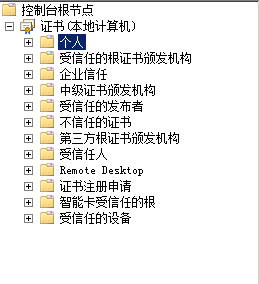 控制台根节点
证书(本地计算机)
个人
受信任的根证书颁发机构
企业信任
中级证书颁发机构
受信任的发布者
不信任的证书
第三方根证书颁发机构
受信任人
Remote Desktop
证书注册申请
智能卡受信任的根
受信任的设备